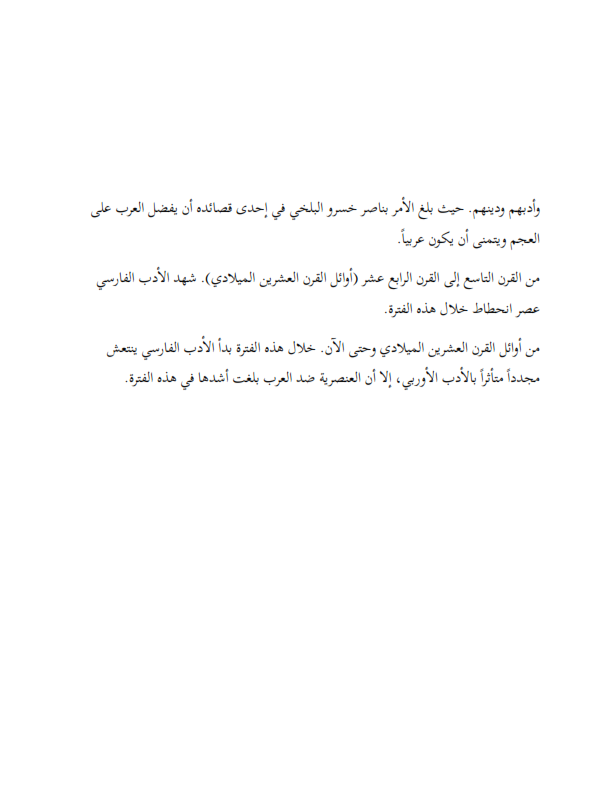 وأدبهم ودينهم. حيث بلغ الأمر بناصر خسرو البلخي في إحدى قصائده أن يفضل العرب على
العجم ويتمنى أن يكون عربياً.
من القرن التاسع إلى القرن الرابع عشر (أوائل القرن العشرين الميلادي). شهد الأدب الفارسي
عصر انحطاط خلال هذه الفترة.
من أوائل القرن العشرين الميلادي وحتى الآن. خلال هذه الفترة بدأ الأدب الفارسي ينتعش
مجدداً متأثراً بالأدب الأوربي، إلا أن العنصرية ضد العرب بلغت أشدها في هذه الفترة.